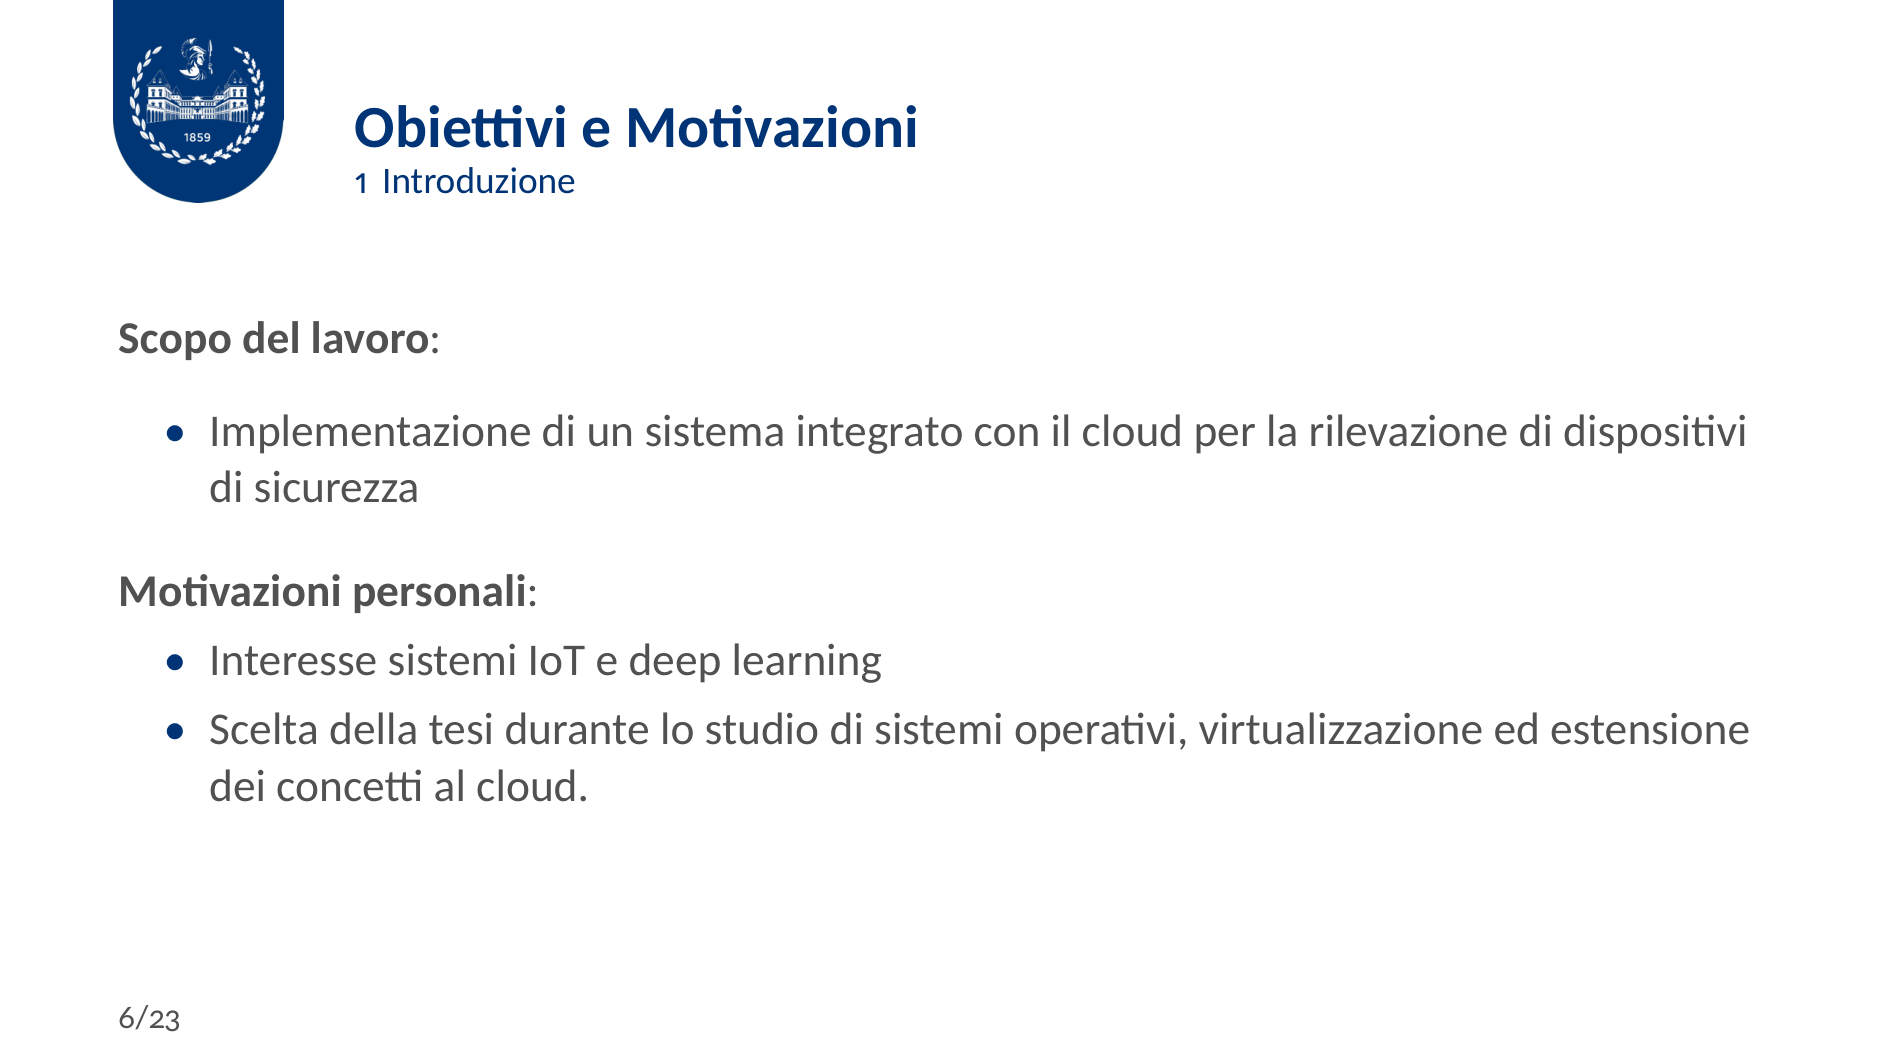 1859
Obiettivi e Motivazioni
1 Introduzione
Scopo del lavoro:
• Implementazione di un sistema integrato con il cloud per la rilevazione di dispositivi
di sicurezza
Motivazioni personali:
• Interesse sistemi IoT e deep learning
• Scelta della tesi durante lo studio di sistemi operativi, virtualizzazione ed estensione
dei concetti al cloud.
6/23